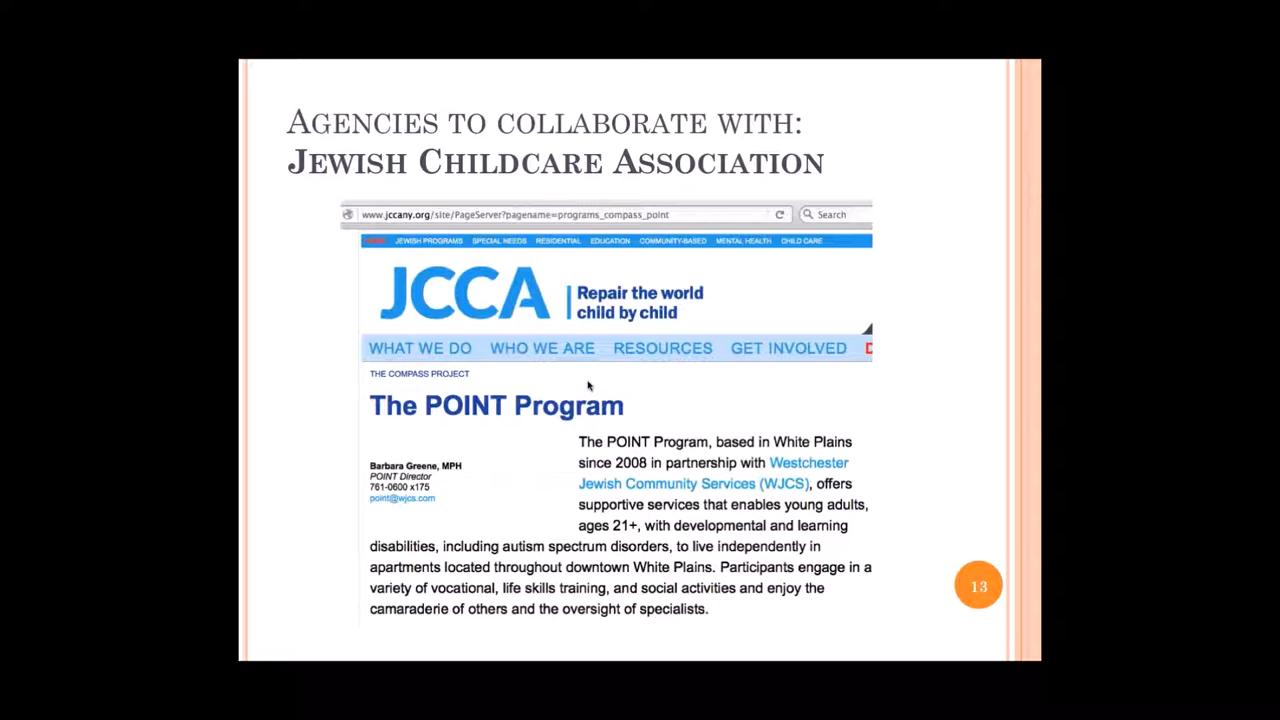 AGENCIES TO COLLABORATE WITH:
JEWISH CHILDCARE ASSOCIATION
www.jccany.org/site/PageServer?pagename=programs_compass_point
Search
JEWISH PROGRAMS SPECIAL NEEDS RESIDENTIAL EDUCATION COMMUNITY-BASED MENTAL HEALTH CHILD CARE
JCCA
Repair the world
child by child
WHAT WE DO WHO WE ARE RESOURCES GET INVOLVED D
THE COMPASS PROJECT
The POINT Program
Barbara Greene, MPH
POINT Director
761-0600 x175
point@wjcs.com
The POINT Program, based in White Plains
since 2008 in partnership with Westchester
Jewish Community Services (WJCS), offers
supportive services that enables young adults,
ages 21+, with developmental and learning
disabilities, including autism spectrum disorders, to live independently in
apartments located throughout downtown White Plains. Participants engage in a
variety of vocational, life skills training, and social activities and enjoy the
camaraderie of others and the oversight of specialists.
13